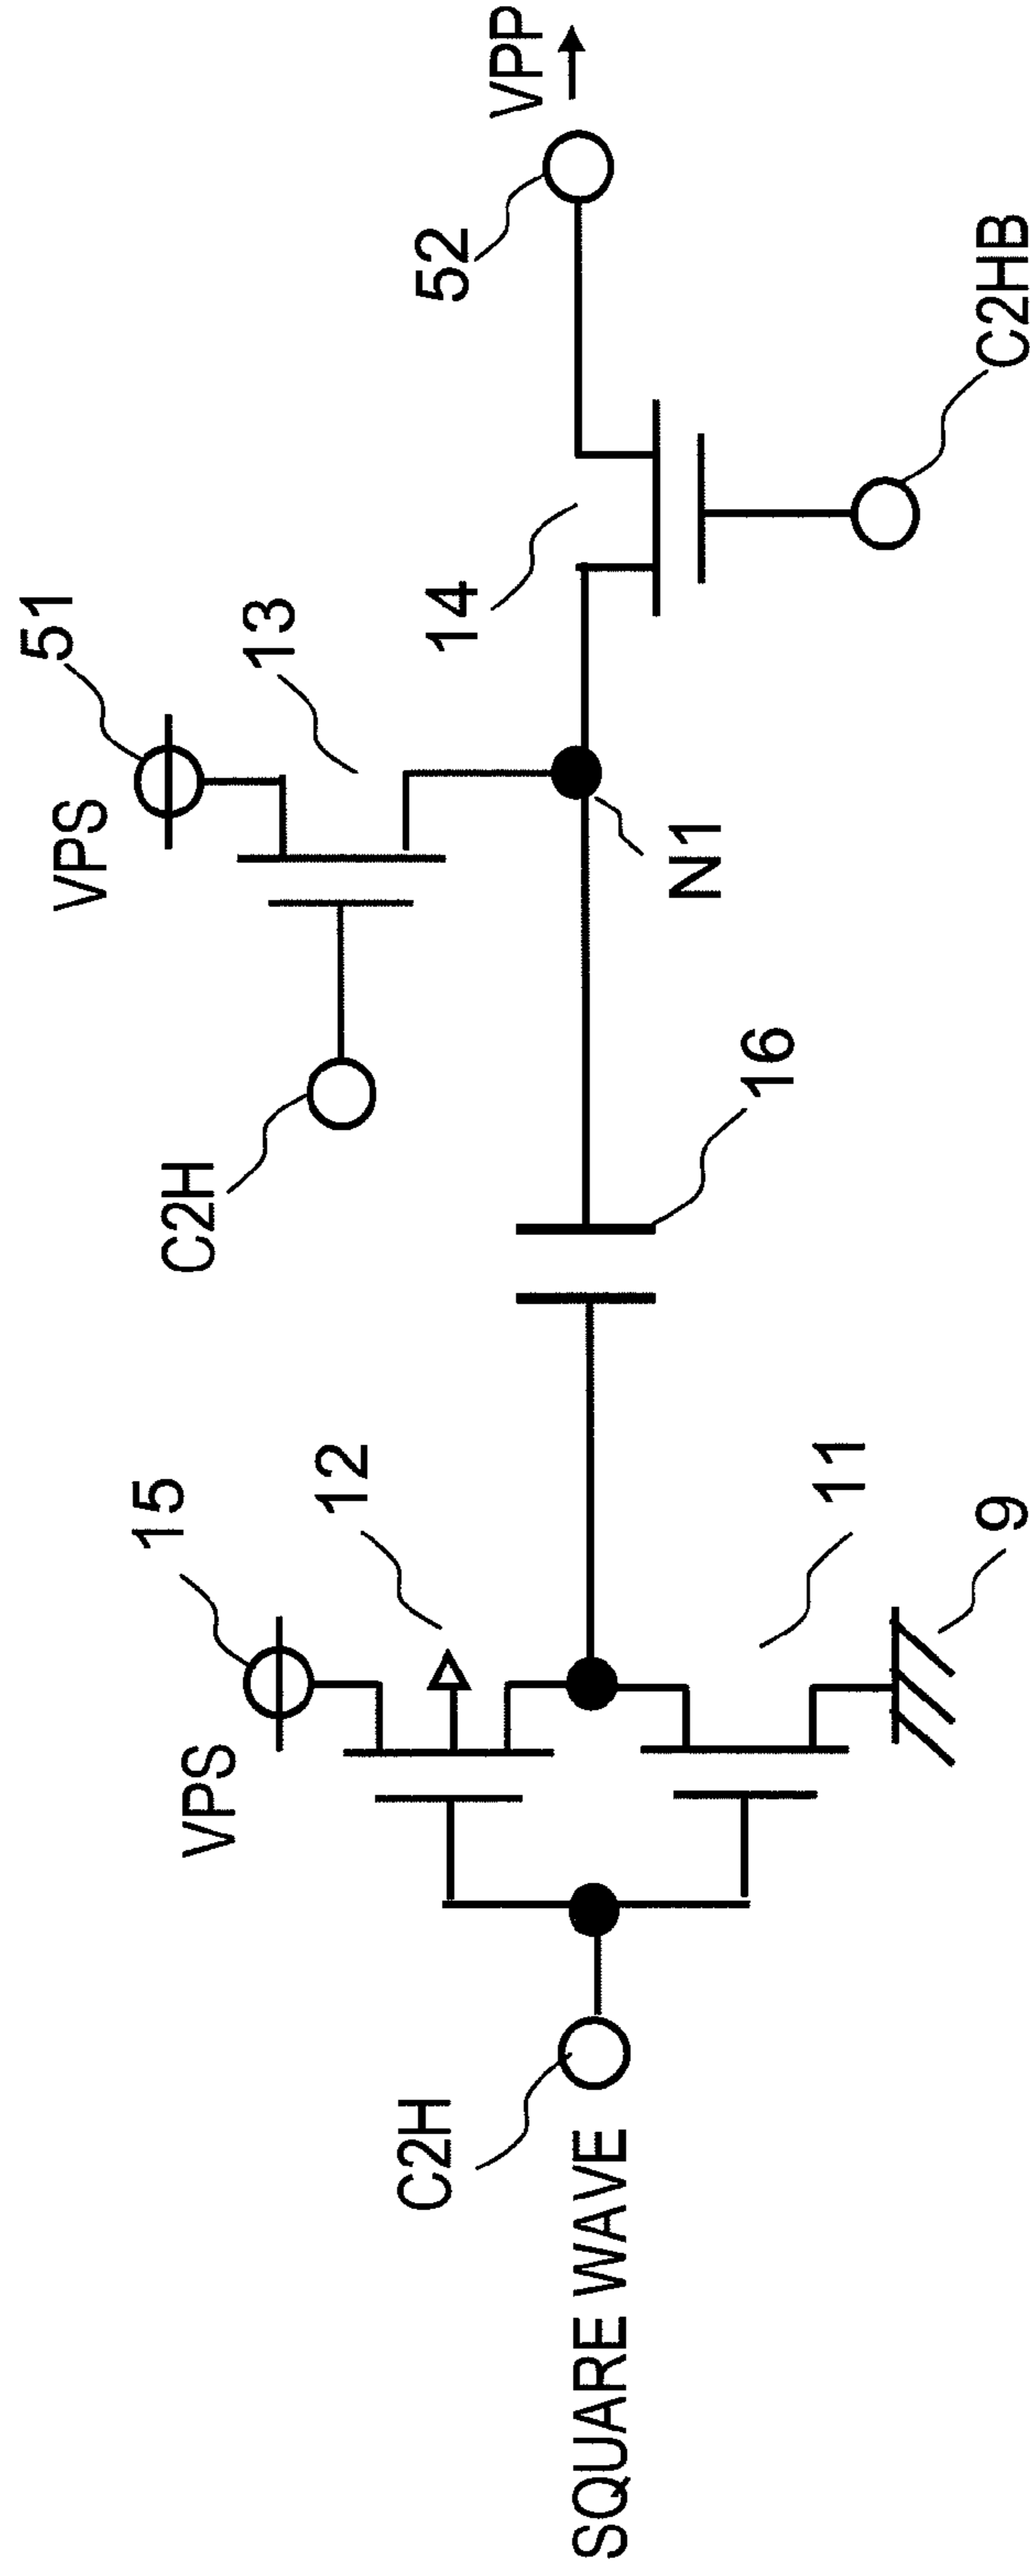 VPS
51
13
C2H
N1
14
52
VPP
C2HB
16
VPS
15
12
11
9
C2H
SQUARE WAVE